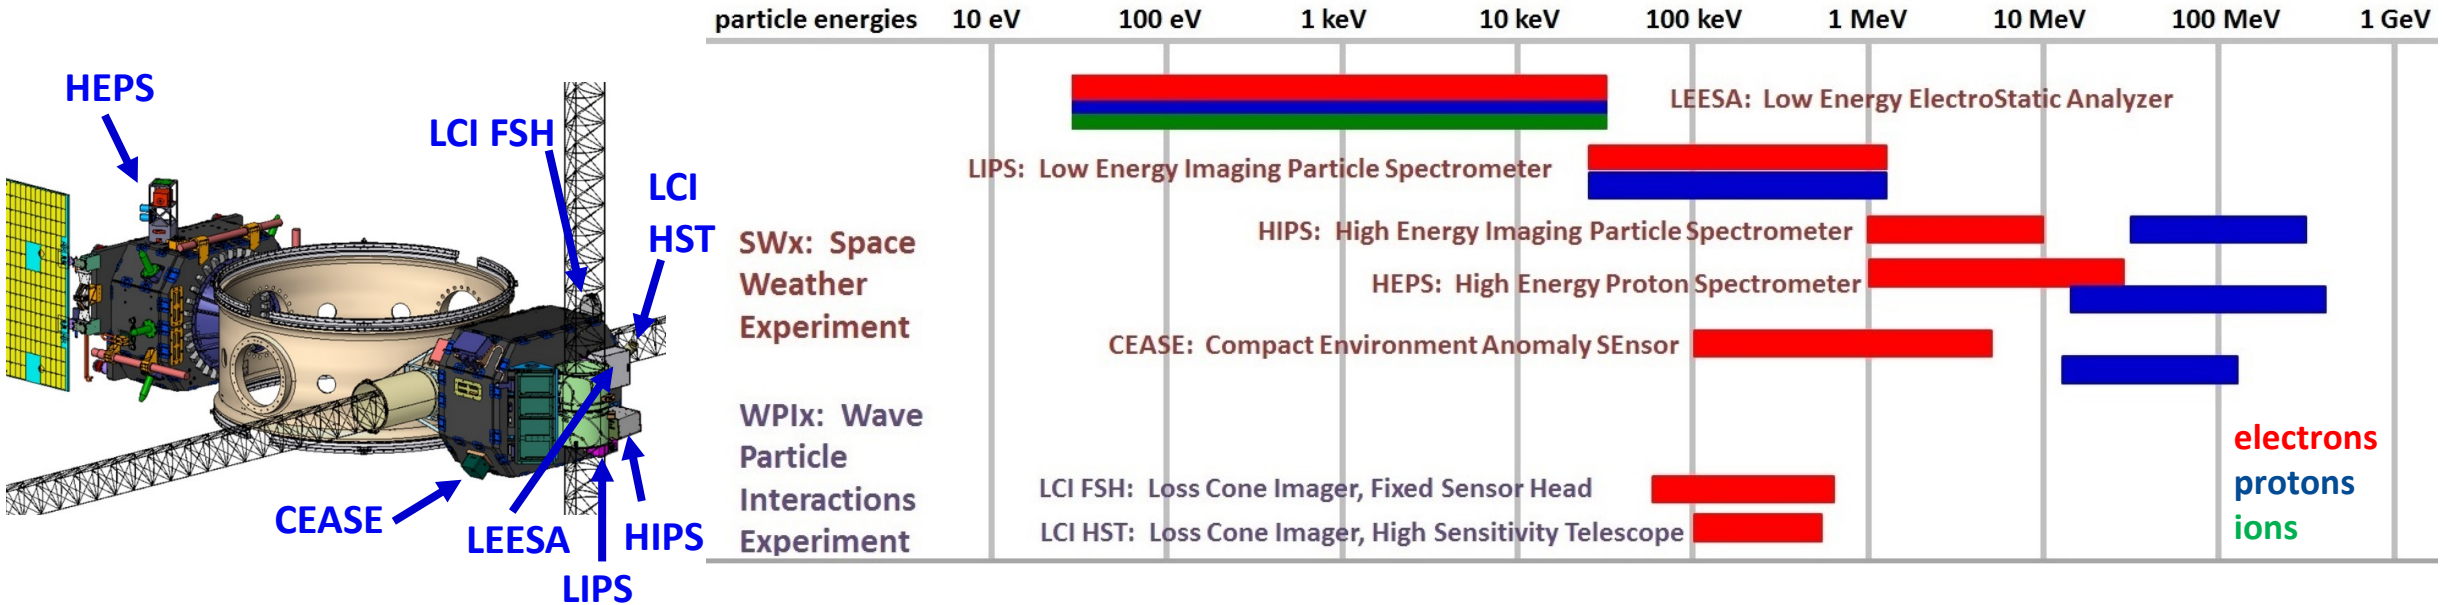 HEPS
LCI FSH
LCI
HST
CEASE
LEESA
LIPS
HIPS
particle energies 10 eV 100 eV 1 keV 10 keV 100 keV 1 MeV 10 MeV 100 MeV 1 GeV
LEESA: Low Energy ElectroStatic Analyzer
LIPS: Low Energy Imaging Particle Spectrometer
SWx: Space
Weather
Experiment
HIPS: High Energy Imaging Particle Spectrometer
HEPS: High Energy Proton Spectrometer
CEASE: Compact Environment Anomaly SEnsor
WPIx: Wave
Particle
Interactions
Experiment
LCI FSH: Loss Cone Imager, Fixed Sensor Head
LCI HST: Loss Cone Imager, High Sensitivity Telescope
electrons
protons
ions